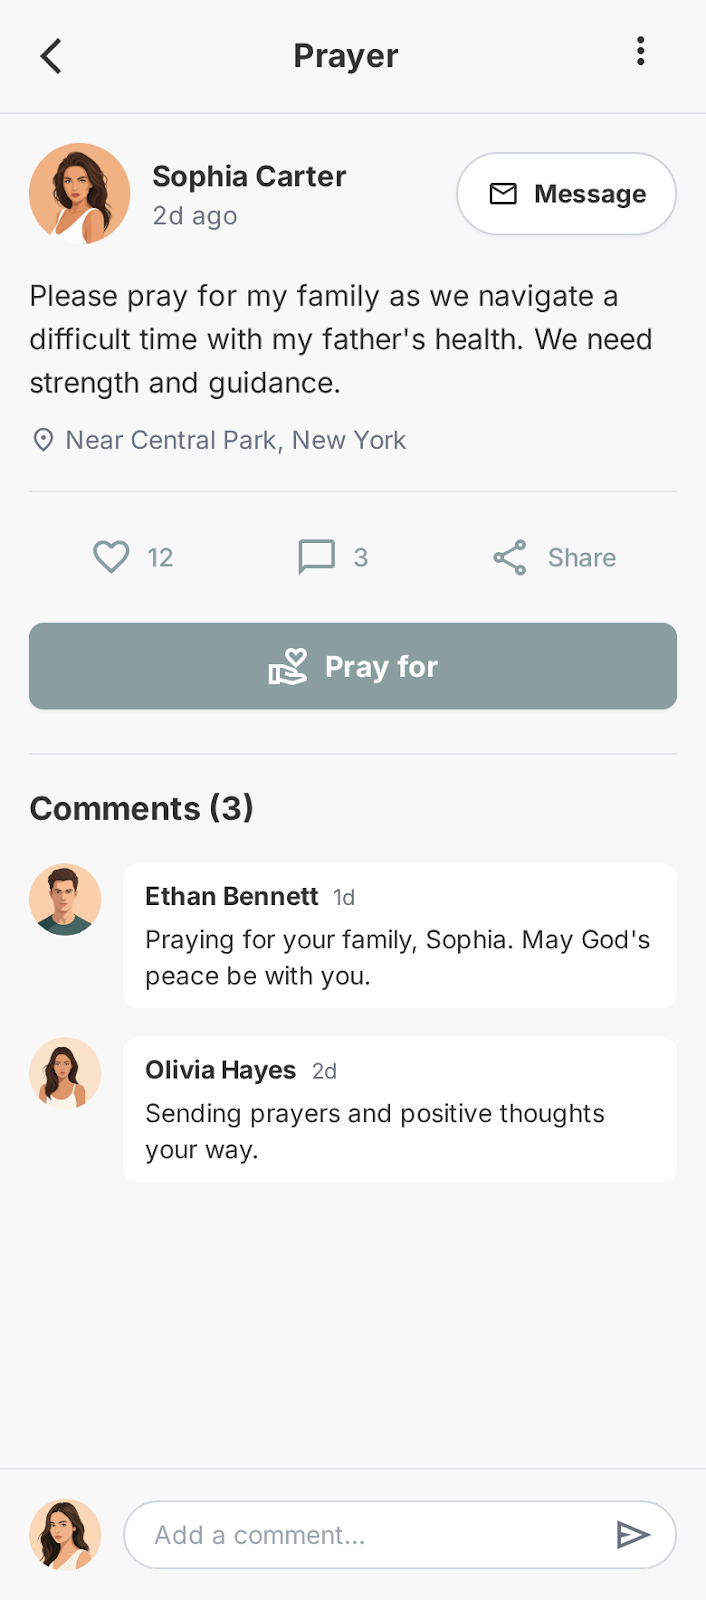 Prayer
Sophia Carter
2d ago
Message
Please pray for my family as we navigate a
difficult time with my father's health. We need
strength and guidance.
Near Central Park, New York
12
3
Share
Pray for
Comments (3)
Ethan Bennett 1d
Praying for your family, Sophia. May God's
peace be with you.
Olivia Hayes 2d
Sending prayers and positive thoughts
your way.
Add a comment...